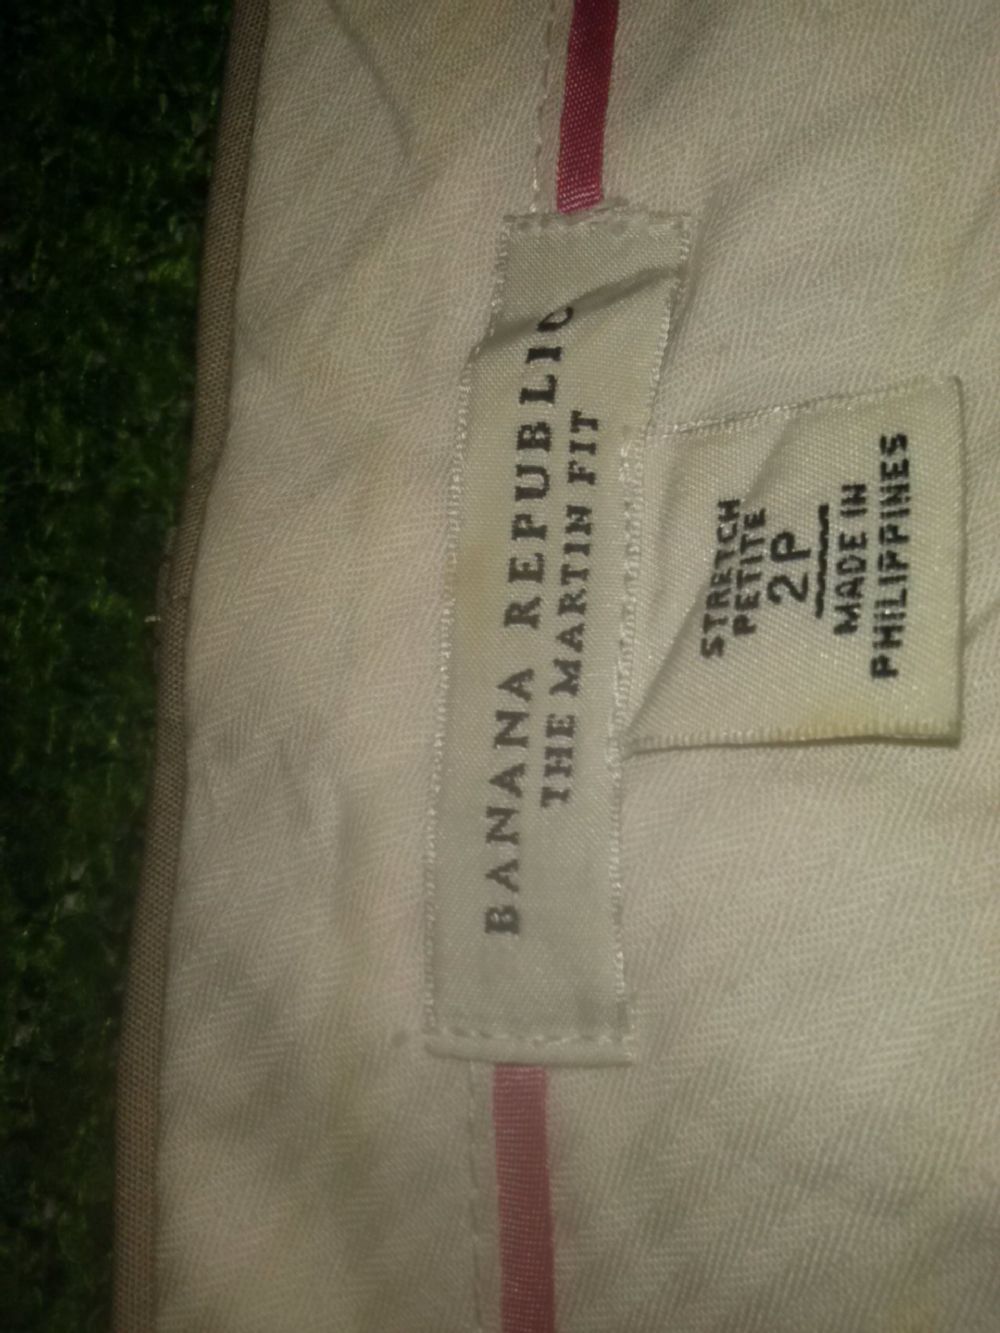 BANANA REPUBLIC
THE MARTIN FIT
STRETCH
PETITE
2P
MADE IN
PHILIPPINES